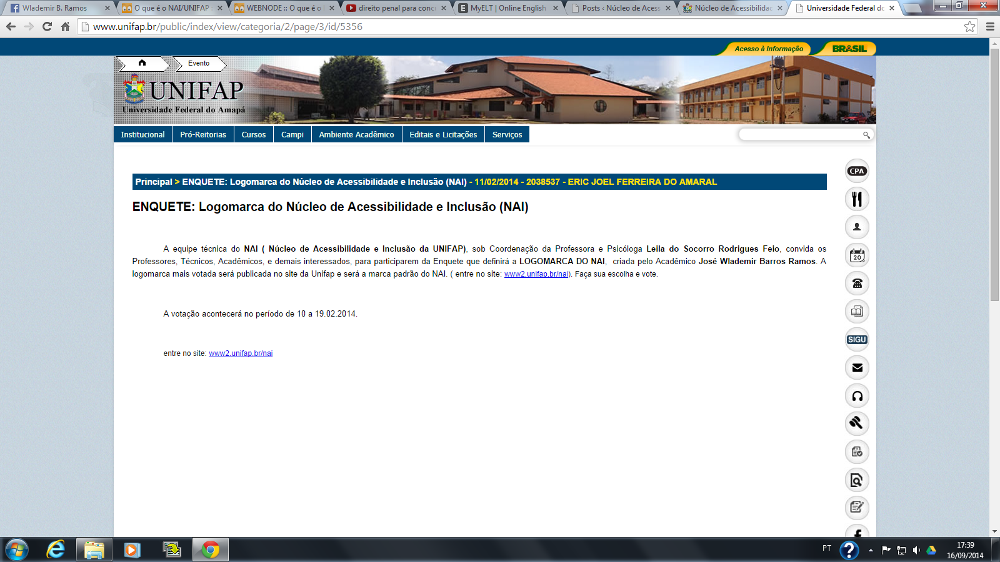 Wlademir B. Ramos
O que é o NAI/UNIFAP
WEBNODE :: O que é o
direito penal para conc
MyELT | Online English
Posts ‹ Núcleo de Acess
Núcleo de Acessibilidad
Universidade Federal do
www.unifap.br/public/index/view/categoria/2/page/3/id/5356
Acesso à Informação
BRASIL
Evento
UNIFAP
Universidade Federal do Amapá
Institucional
Pró-Reitorias
Cursos
Campi
Ambiente Acadêmico
Editais e Licitações
Serviços
CPA
Principal > ENQUETE: Logomarca do Núcleo de Acessibilidade e Inclusão (NAI) - 11/02/2014 - 2038537 - ERIC JOEL FERREIRA DO AMARAL
ENQUETE: Logomarca do Núcleo de Acessibilidade e Inclusão (NAI)
A equipe técnica do NAI ( Núcleo de Acessibilidade e Inclusão da UNIFAP), sob Coordenação da Professora e Psicóloga Leila do Socorro Rodrigues Feio, convida os
Professores, Técnicos, Acadêmicos, e demais interessados, para participarem da Enquete que definirá a LOGOMARCA DO NAI, criada pelo Acadêmico José Wlademir Barros Ramos. A
logomarca mais votada será publicada no site da Unifap e será a marca padrão do NAI. ( entre no site: www2.unifap.br/nai). Faça sua escolha e vote.
20
A votação acontecerá no período de 10 a 19.02.2014.
SIGU
entre no site: www2.unifap.br/nai
PT
17:39
16/09/2014